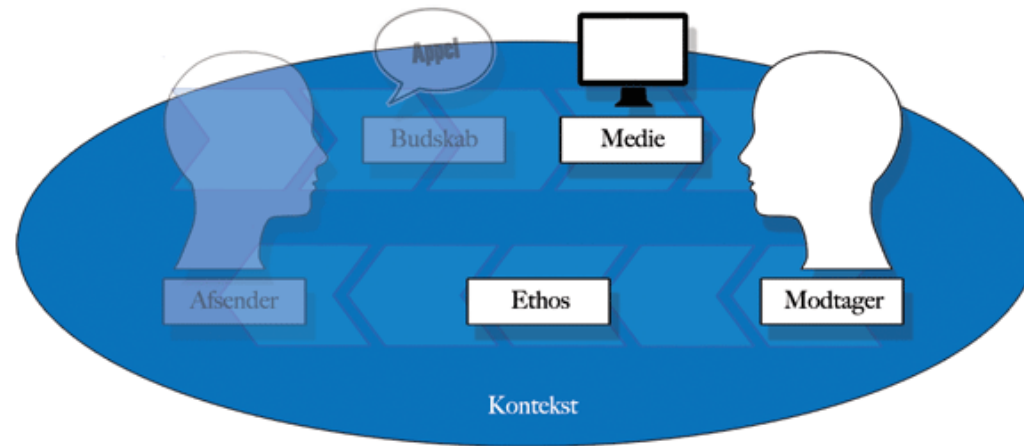 Appel
Budskab
Medie
Afsender
Ethos
Modtager
Kontekst